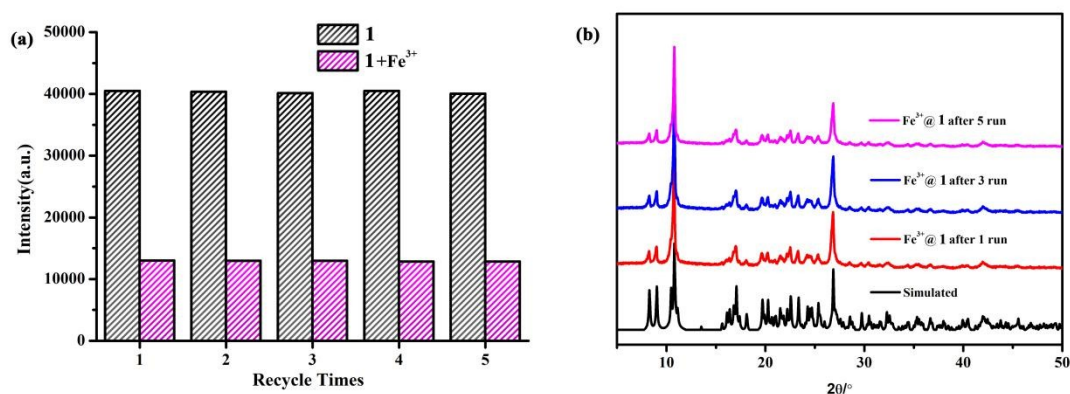 (a)
50000
40000
30000
20000
10000
0
Intensity(a.u.)
1
1+Fe³⁺
1 2 3 4 5
Recycle Times
(b)
Fe³⁺@ 1 after 5 run
Fe³⁺@ 1 after 3 run
Fe³⁺@ 1 after 1 run
Simulated
10 20 30 40 50
2θ/°